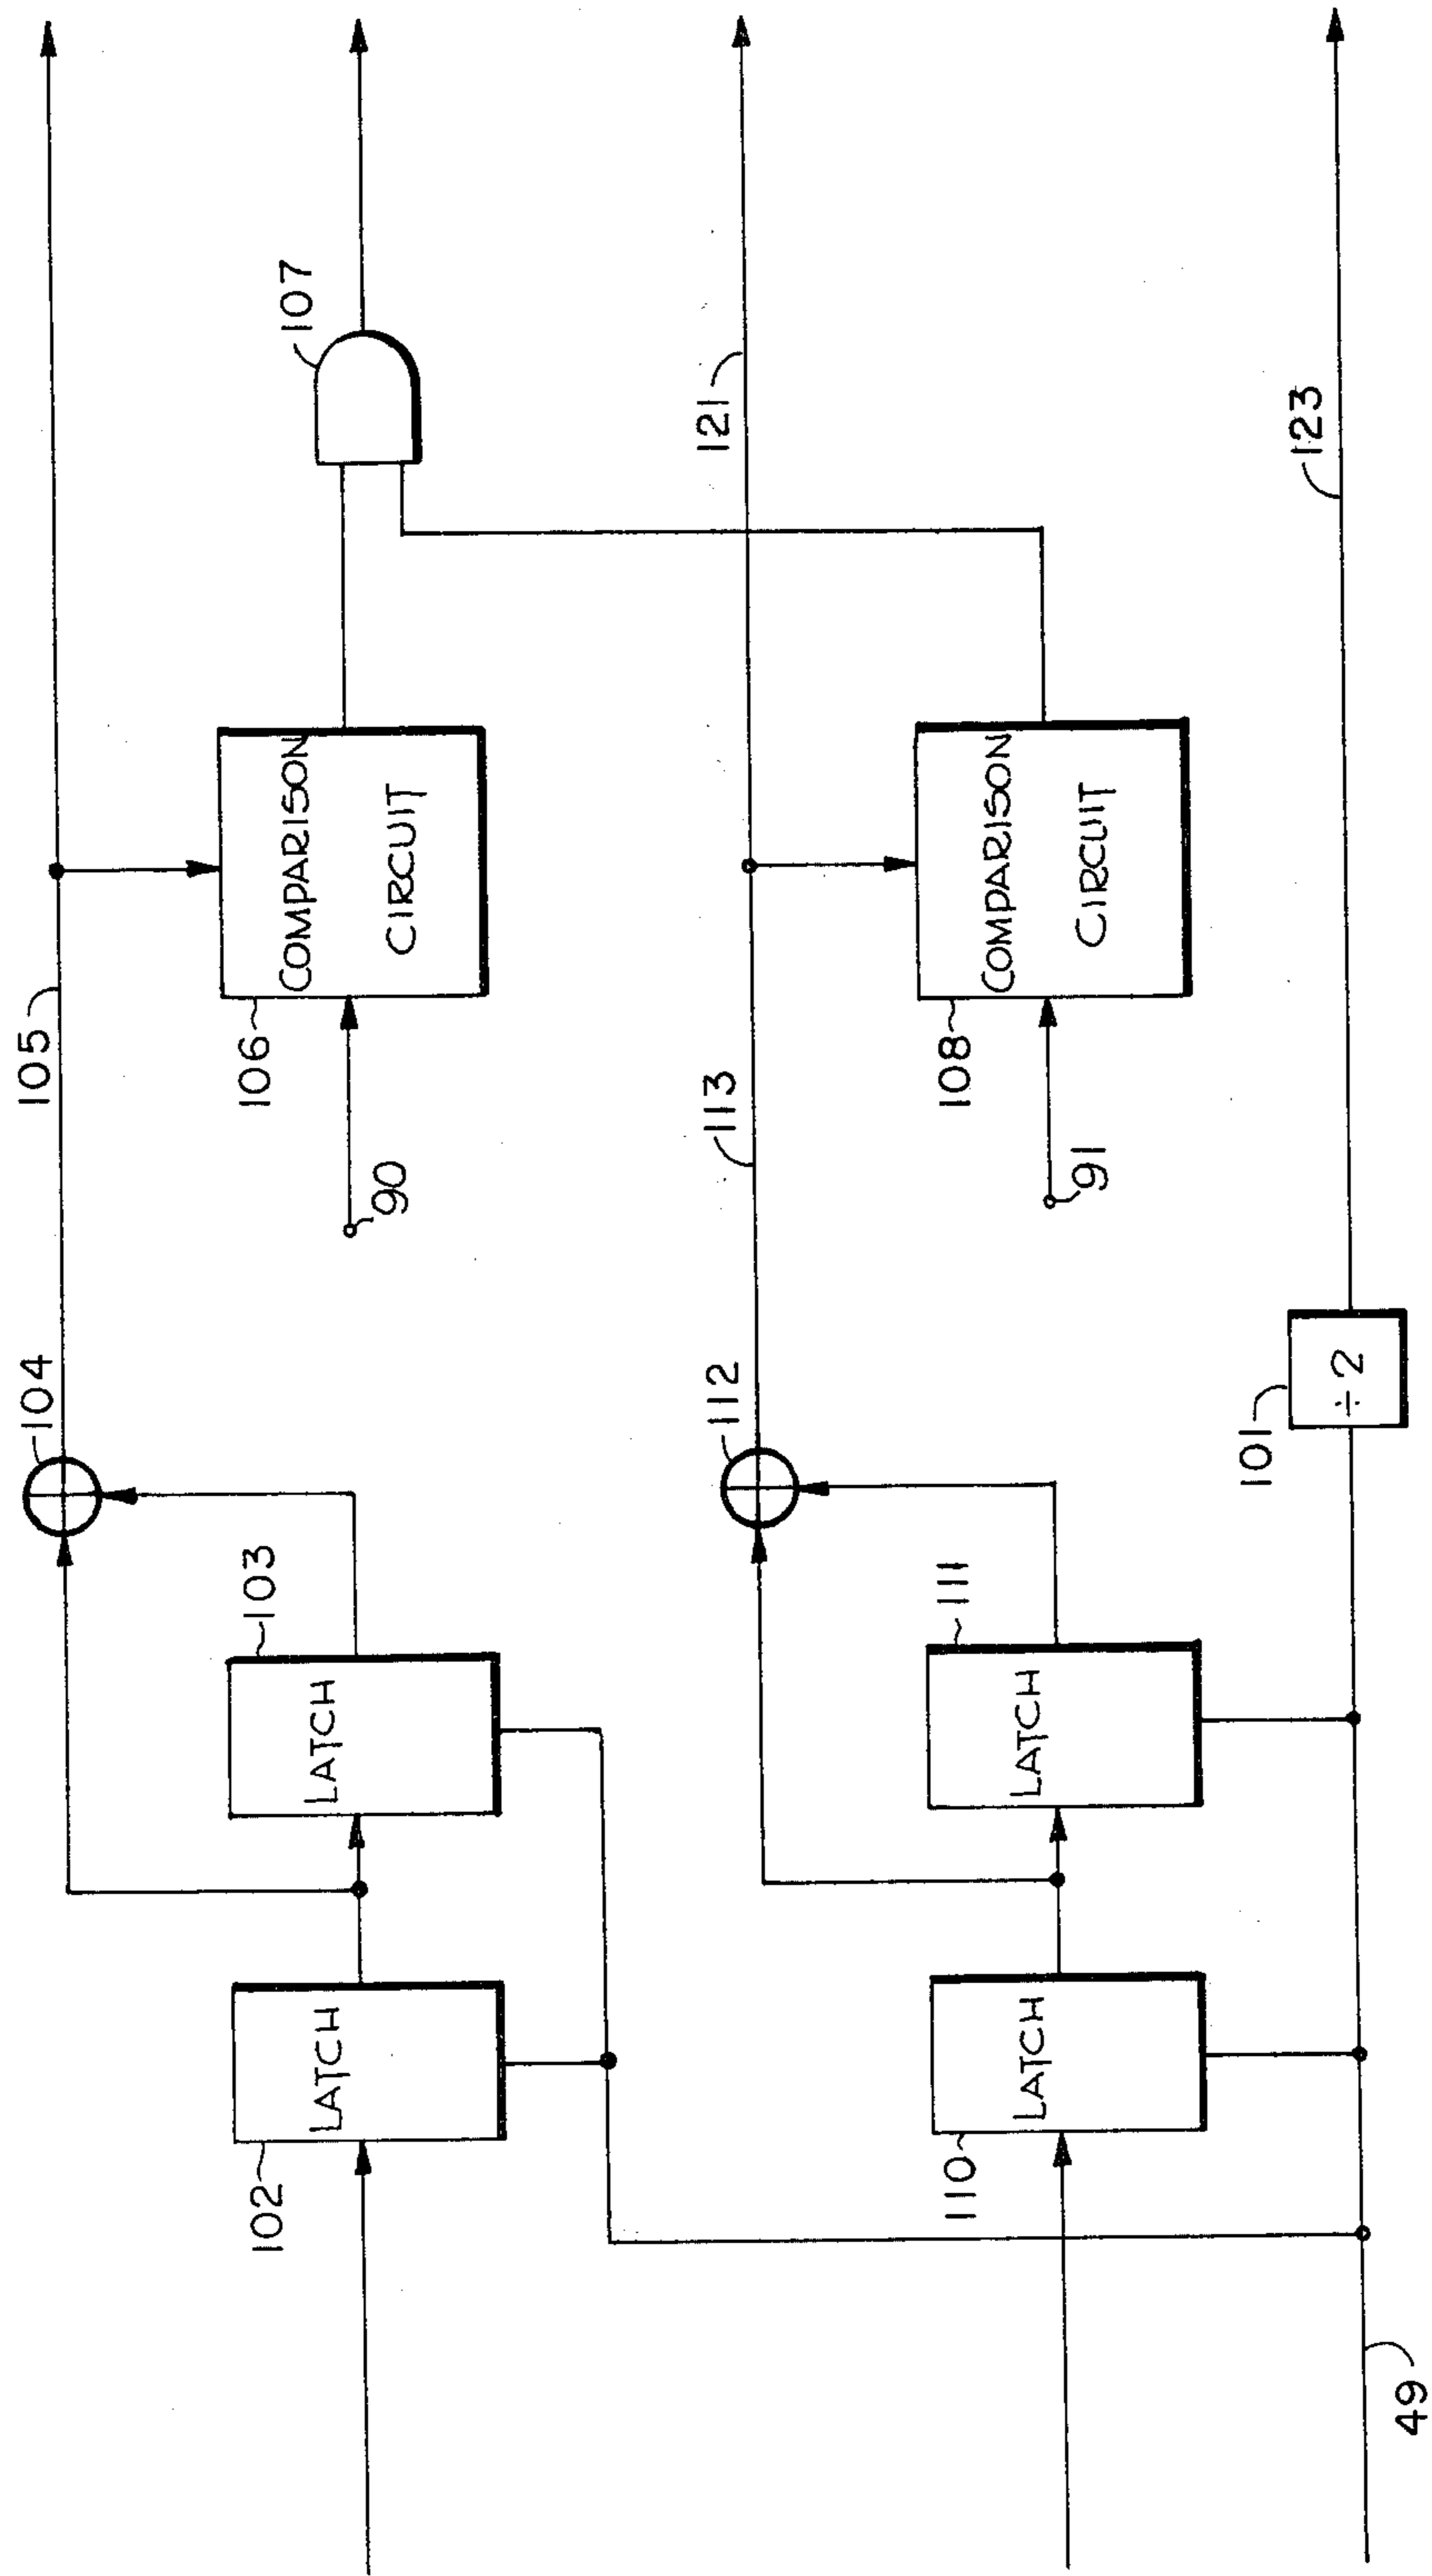 105
104
106
COMPARISON
CIRCUIT
107
90
103
LATCH
102
LATCH
121
113
112
108
COMPARISON
CIRCUIT
91
111
LATCH
110
LATCH
123
101
÷2
49